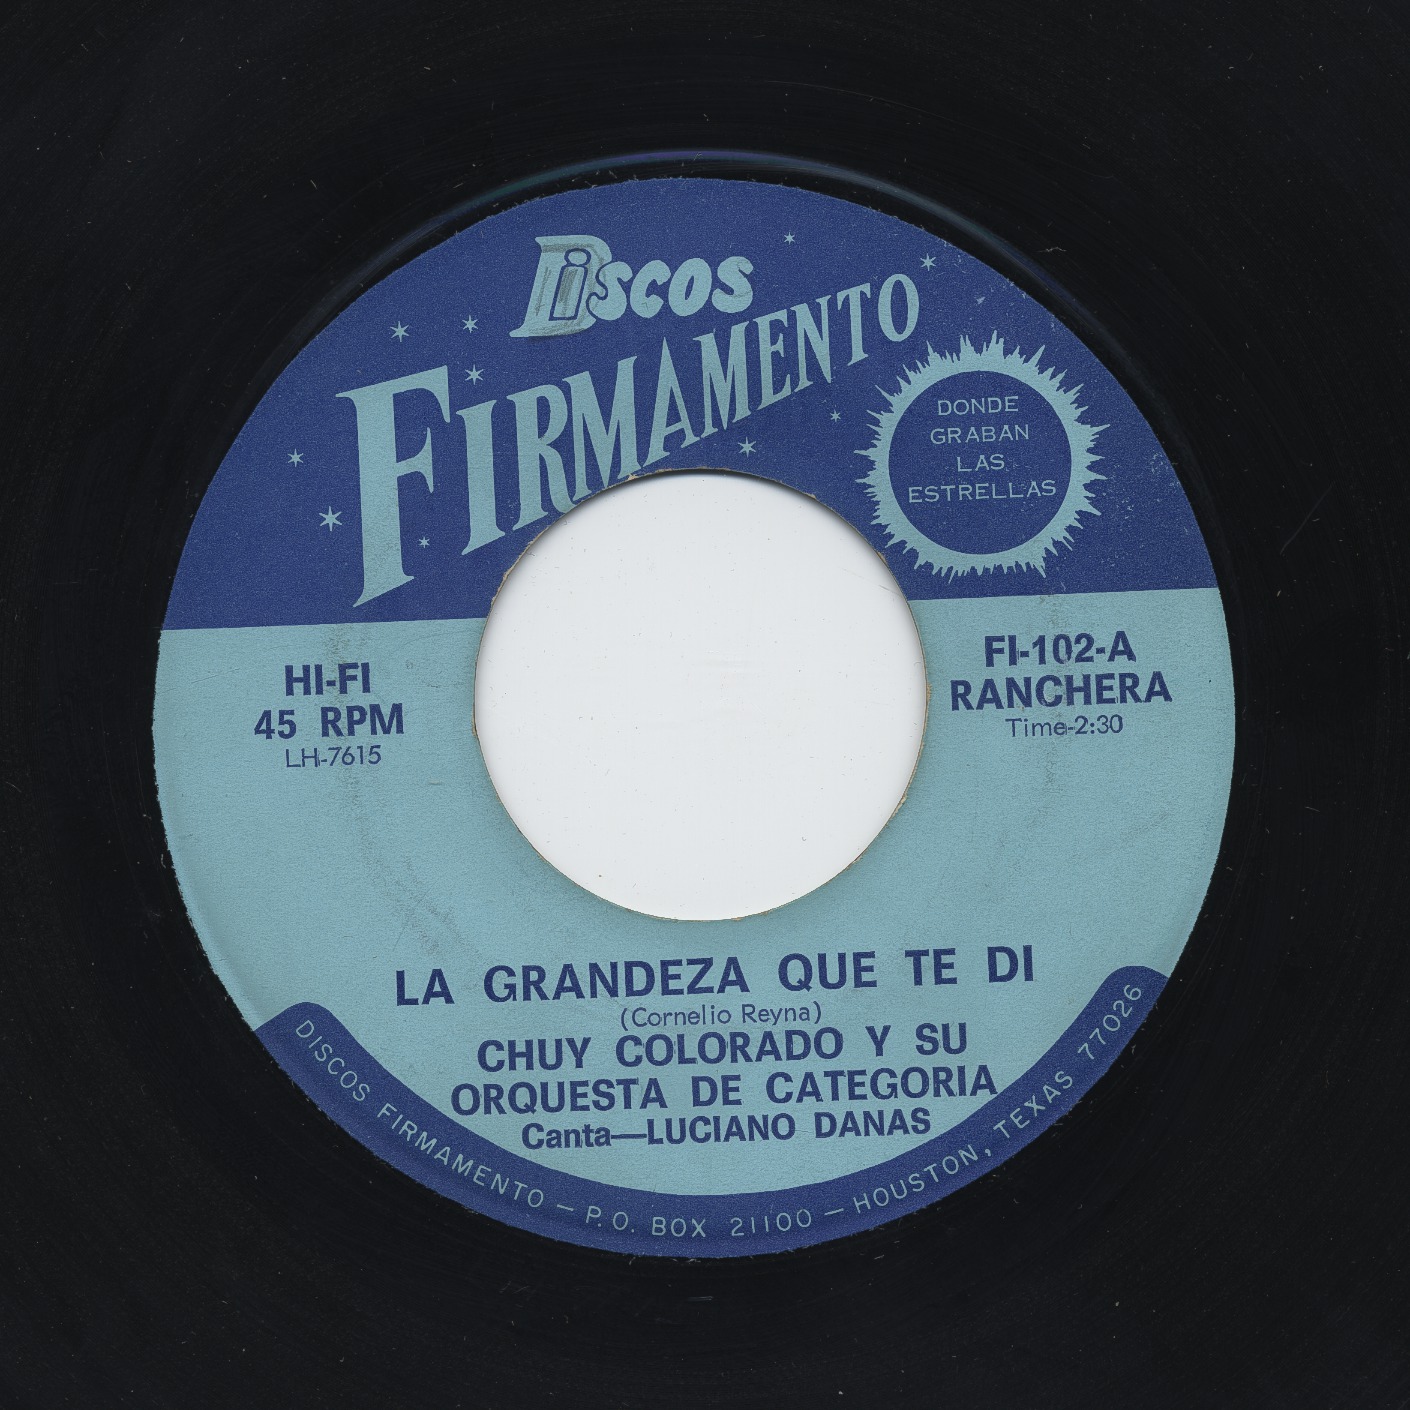 Discos
FIRMAMENTO
DONDE
GRABAN
LAS
ESTRELLAS
HI-FI
45 RPM
LH-7615
FI-102-A
RANCHERA
Time-2:30
LA GRANDEZA QUE TE DI
(Cornelio Reyna)
CHUY COLORADO Y SU
ORQUESTA DE CATEGORIA
Canta—LUCIANO DANAS
DISCOS FIRMAMENTO — P.O. BOX 21100 — HOUSTON, TEXAS 77026